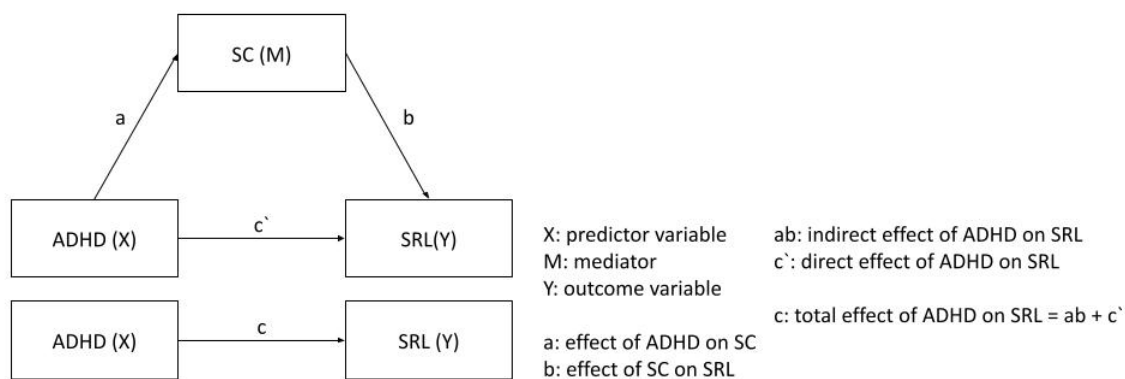 SC (M)
a
b
ADHD (X)
c`
SRL(Y)
ADHD (X)
c
SRL (Y)
X: predictor variable
M: mediator
Y: outcome variable
a: effect of ADHD on SC
b: effect of SC on SRL
ab: indirect effect of ADHD on SRL
c`: direct effect of ADHD on SRL
c: total effect of ADHD on SRL = ab + c`